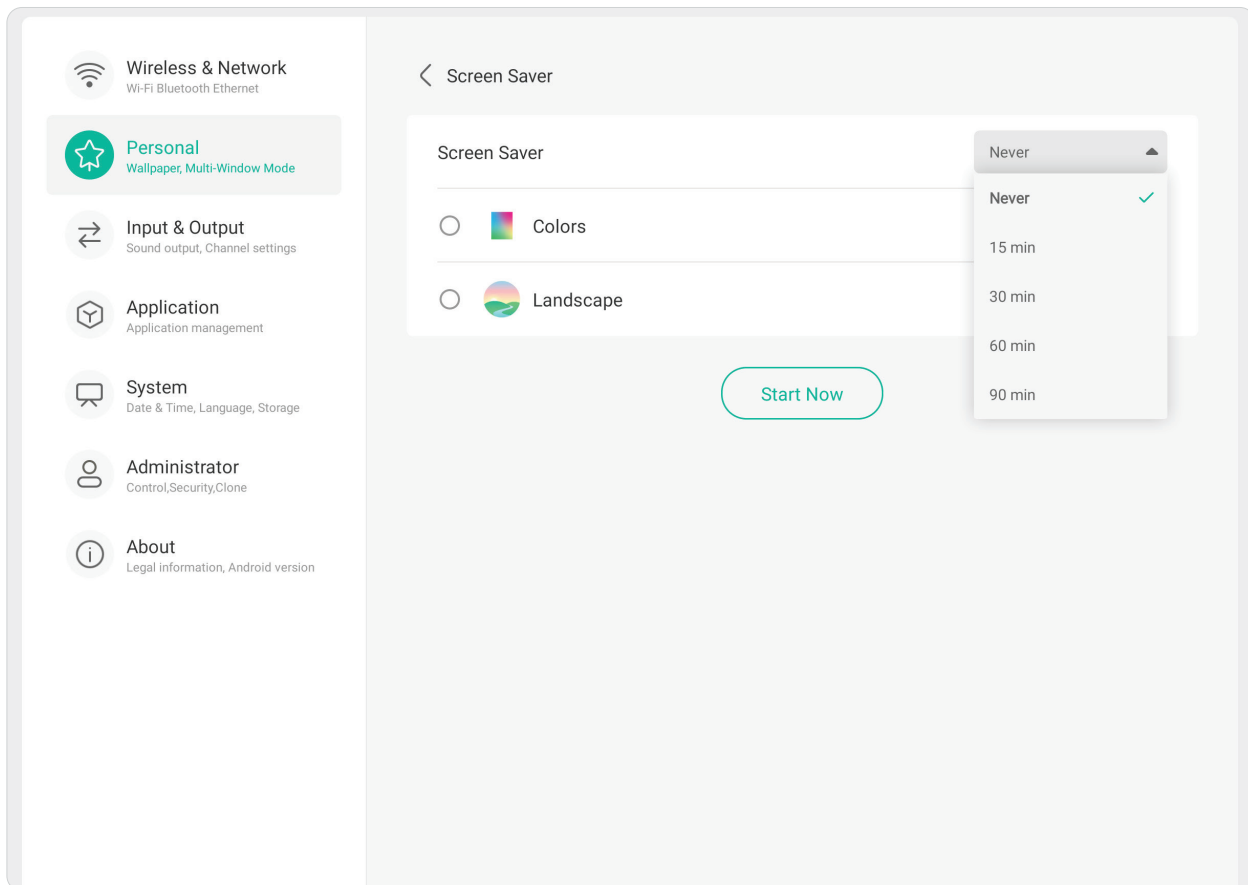 Wireless & Network
Wi-Fi Bluetooth Ethernet
Personal
Wallpaper, Multi-Window Mode
Input & Output
Sound output, Channel settings
Application
Application management
System
Date & Time, Language, Storage
Administrator
Control,Security,Clone
About
Legal information, Android version
Screen Saver
Screen Saver
Never
Never
15 min
30 min
60 min
90 min
Colors
Landscape
Start Now